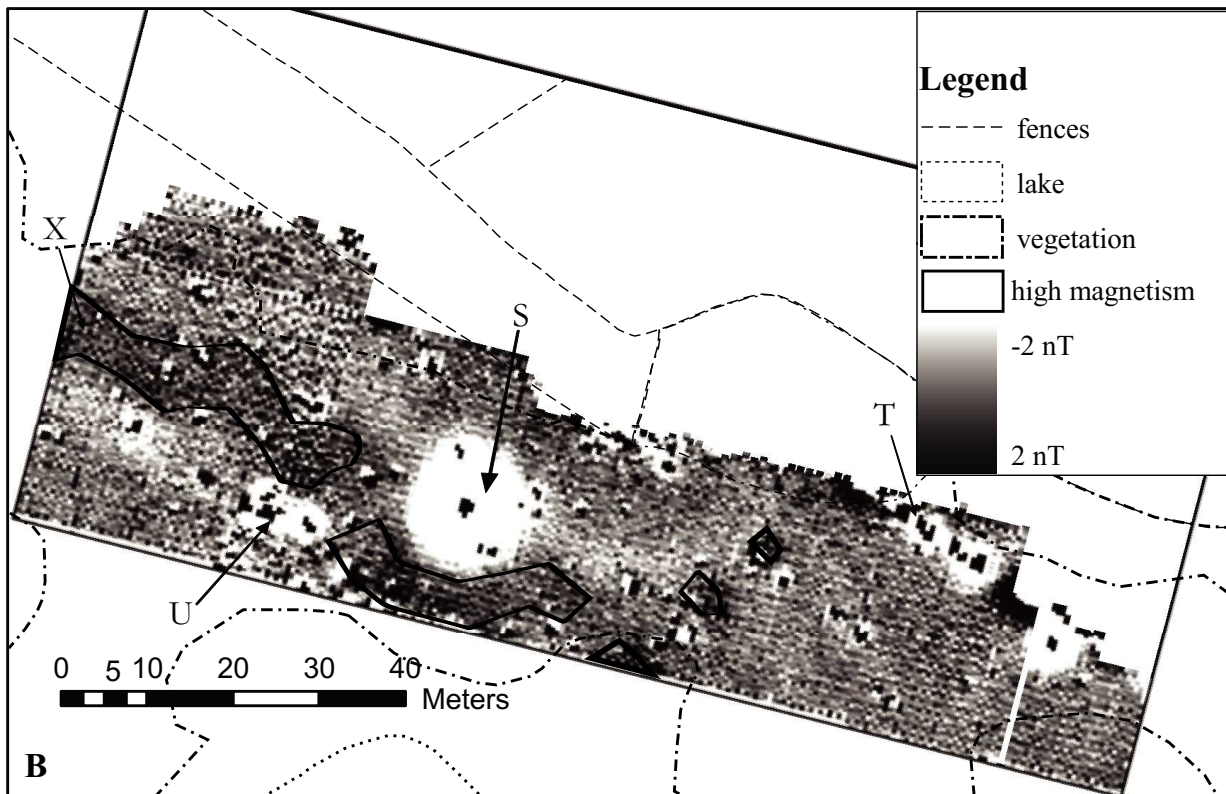 Legend
fences
lake
vegetation
high magnetism
-2 nT
2 nT
X
S
T
U
0 5 10 20 30 40
Meters
B